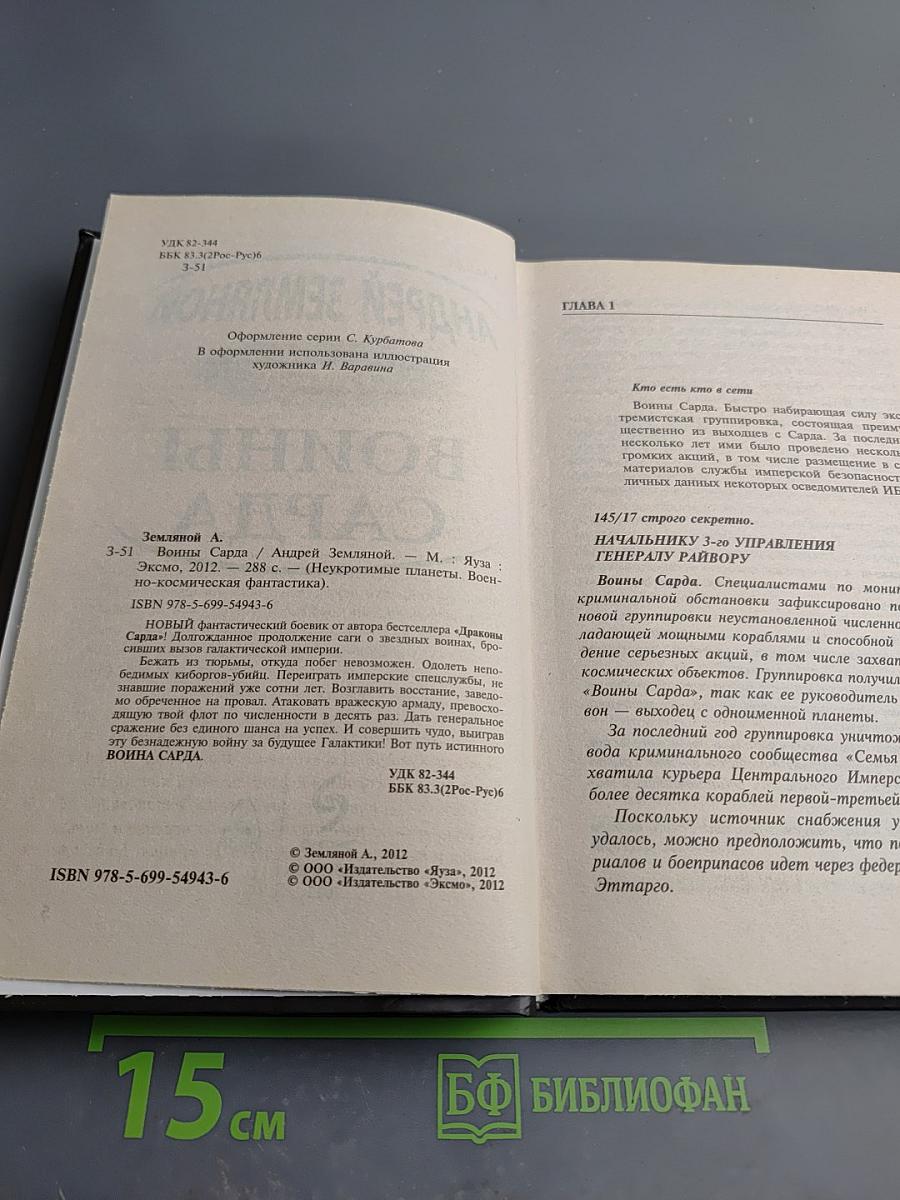 УДК 82-344
ББК 83.3(2Рос-Рус)6
З-51
Оформление серии С. Курбатова
В оформлении использована иллюстрация
художника И. Варавина
Земляной А.
З-51 Воины Сарда / Андрей Земляной. — М. : Яуза :
Эксмо, 2012. — 288 с. — (Неукротимые планеты. Воен-
но-космическая фантастика).
ISBN 978-5-699-54943-6
НОВЫЙ фантастический боевик от автора бестселлера «Драконы
Сарда»! Долгожданное продолжение саги о звездных воинах, бро-
сивших вызов галактической империи.
Бежать из тюрьмы, откуда побег невозможен. Одолеть непо-
бедимых киборгов-убийц. Переиграть имперские спецслужбы, не
знавшие поражений уже сотни лет. Возглавить восстание, заведо-
мо обреченное на провал. Атаковать вражескую армаду, превосхо-
дящую твой флот по численности в десять раз. Дать генеральное
сражение без единого шанса на успех. И совершить чудо, выиграв
эту безнадежную войну за будущее Галактики! Вот путь истинного
ВОИНА САРДА.
УДК 82-344
ББК 83.3(2Рос-Рус)6
© Земляной А., 2012
© ООО «Издательство «Яуза», 2012
ISBN 978-5-699-54943-6 © ООО «Издательство «Эксмо», 2012
ГЛАВА 1
Кто есть кто в сети
Воины Сарда. Быстро набирающая силу экс
тремистская группировка, состоящая преиму
щественно из выходцев с Сарда. За последни
несколько лет ими было проведено нескольк
громких акций, в том числе размещение в с
материалов службы имперской безопасност
личных данных некоторых осведомителей ИБ
145/17 строго секретно.
НАЧАЛЬНИКУ 3-го УПРАВЛЕНИЯ
ГЕНЕРАЛУ РАЙВОРУ
Воины Сарда. Специалистами по мони
криминальной обстановки зафиксировано по
новой группировки неустановленной численно
ладающей мощными кораблями и способной
дение серьезных акций, в том числе захват
космических объектов. Группировка получил
«Воины Сарда», так как ее руководитель
вон — выходец с одноименной планеты.
За последний год группировка уничтож
вода криминального сообщества «Семья
хватила курьера Центрального Имперс
более десятка кораблей первой-третьей
Поскольку источник снабжения у
удалось, можно предположить, что по
риалов и боеприпасов идет через федер
Эттарго.
15 см
БФ БИБЛИОФАН